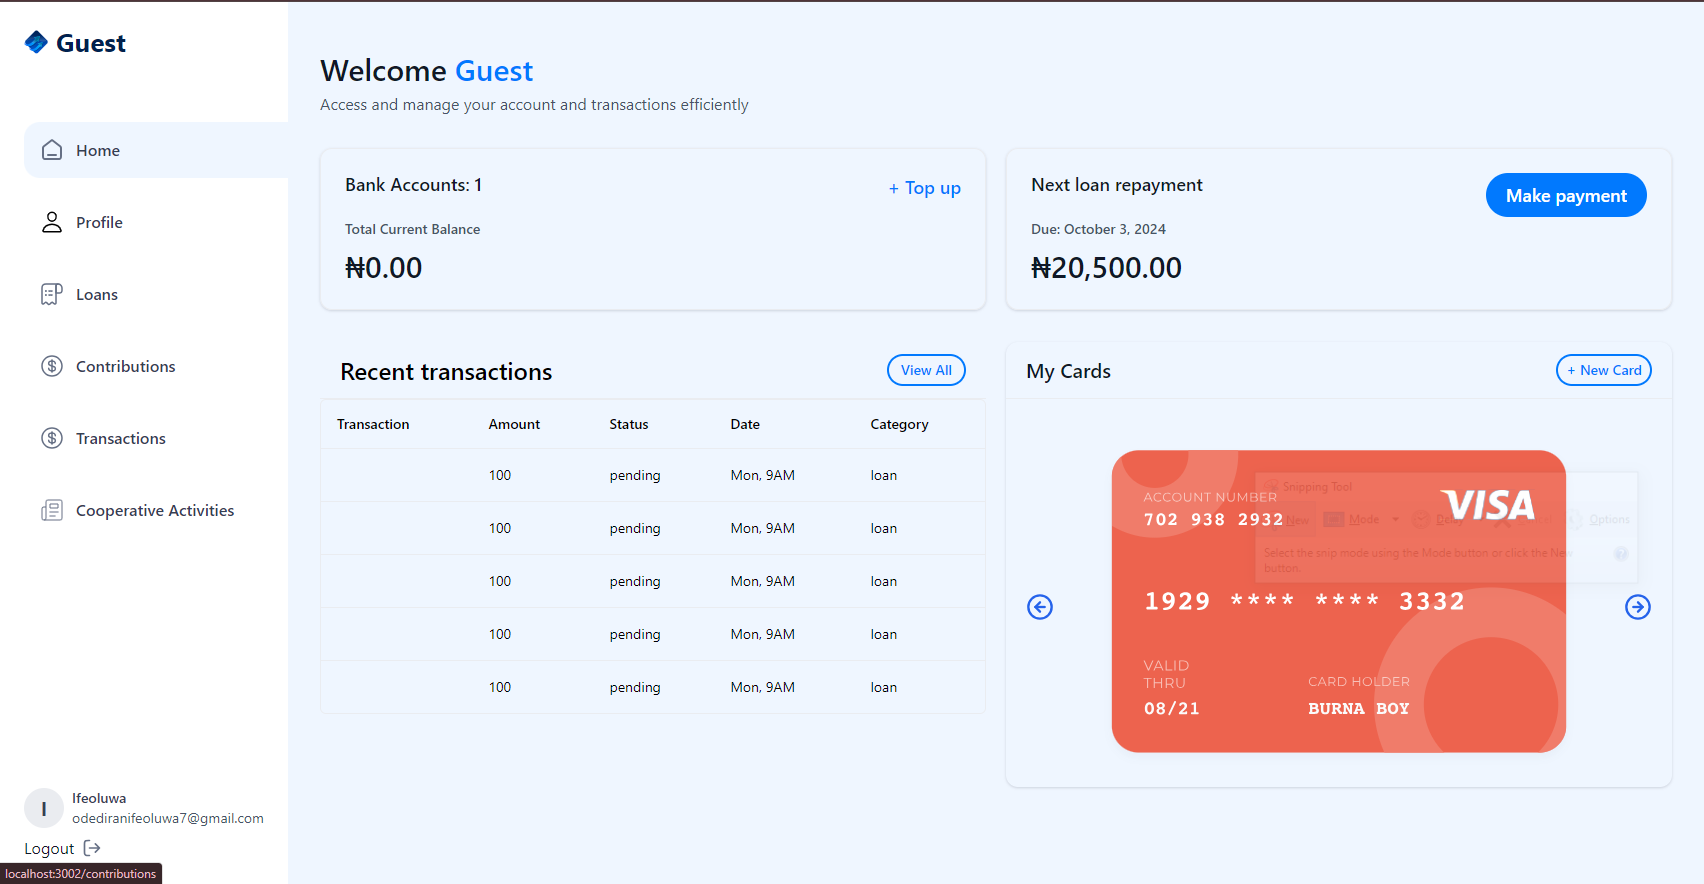 Guest
Home
Profile
Loans
Contributions
Transactions
Cooperative Activities
I
Ifeoluwa
odediranifeoluwa7@gmail.com
Logout
localhost:3002/contributions
Welcome Guest
Access and manage your account and transactions efficiently
Bank Accounts: 1
+ Top up
Total Current Balance
₦0.00
Next loan repayment
Make payment
Due: October 3, 2024
₦20,500.00
Recent transactions
View All
Transaction Amount Status Date Category
100 pending Mon, 9AM loan
100 pending Mon, 9AM loan
100 pending Mon, 9AM loan
100 pending Mon, 9AM loan
100 pending Mon, 9AM loan
My Cards
+ New Card
ACCOUNT NUMBER
702 938 2932
VISA
Snipping Tool
New Mode Delay Options
Select the snip mode using the Mode button or click the New
button.
1929 **** **** 3332
VALID
THRU
08/21
CARD HOLDER
BURNA BOY